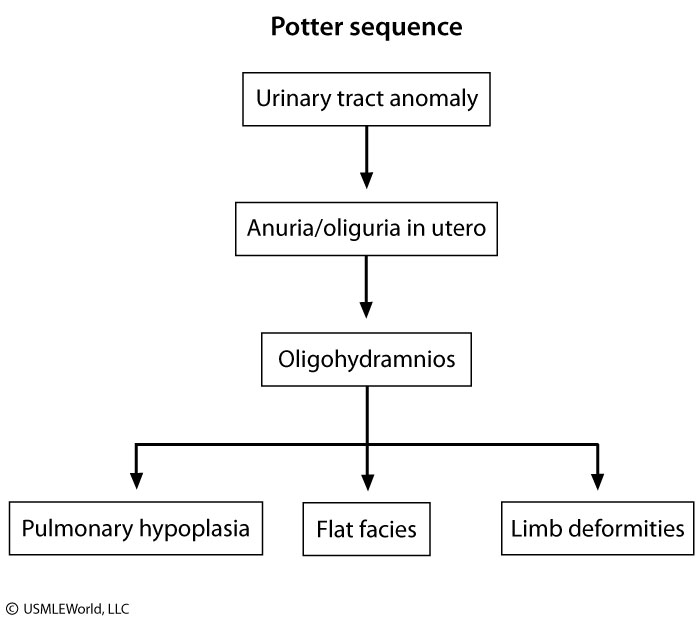 Potter sequence
Urinary tract anomaly
Anuria/oliguria in utero
Oligohydramnios
Pulmonary hypoplasia
Flat facies
Limb deformities
© USMLEWorld, LLC